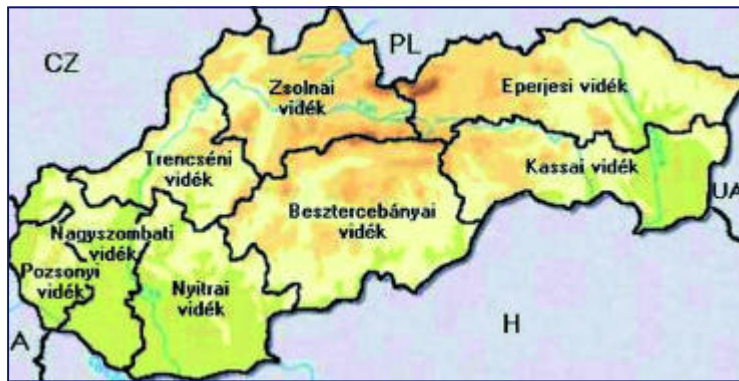 CZ
PL
Zsolnai
vidék
Eperjesi vidék
Trencséni
vidék
Kassai vidék
UA
Besztercebányai
vidék
Nagyszombati
vidék
Pozsonyi
vidék
Nyitrai
vidék
H
A